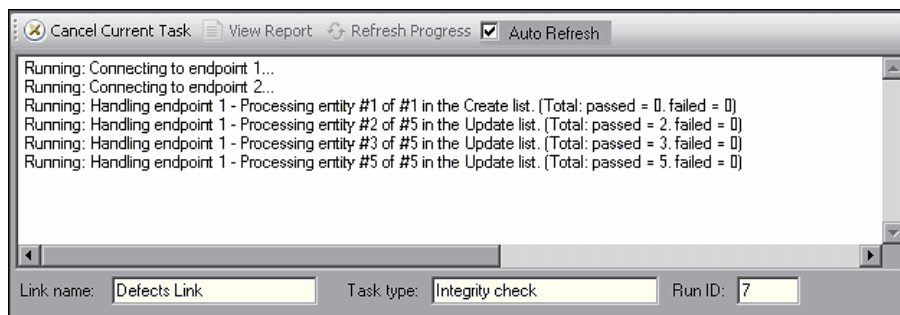 Cancel Current Task View Report Refresh Progress Auto Refresh
Running: Connecting to endpoint 1...
Running: Connecting to endpoint 2...
Running: Handling endpoint 1 - Processing entity #1 of #1 in the Create list. (Total: passed = 0. failed = 0)
Running: Handling endpoint 1 - Processing entity #2 of #5 in the Update list. (Total: passed = 2. failed = 0)
Running: Handling endpoint 1 - Processing entity #3 of #5 in the Update list. (Total: passed = 3. failed = 0)
Running: Handling endpoint 1 - Processing entity #5 of #5 in the Update list. (Total: passed = 5. failed = 0)
Link name: Defects Link Task type: Integrity check Run ID: 7